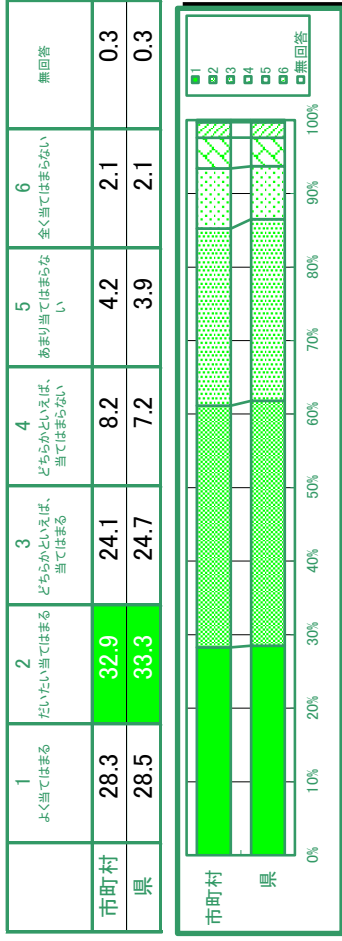 1
よく当てはまる
2
だいたい当てはまる
3
どちらかといえば、
当てはまる
4
どちらかといえば、
当てはまらない
5
あまり当てはまらな
い
6
全く当てはまらない
無回答
市町村 28.3 32.9 24.1 8.2 4.2 2.1 0.3
県 28.5 33.3 24.7 7.2 3.9 2.1 0.3
市町村
県
0% 10% 20% 30% 40% 50% 60% 70% 80% 90% 100%
1
2
3
4
5
6
無回答